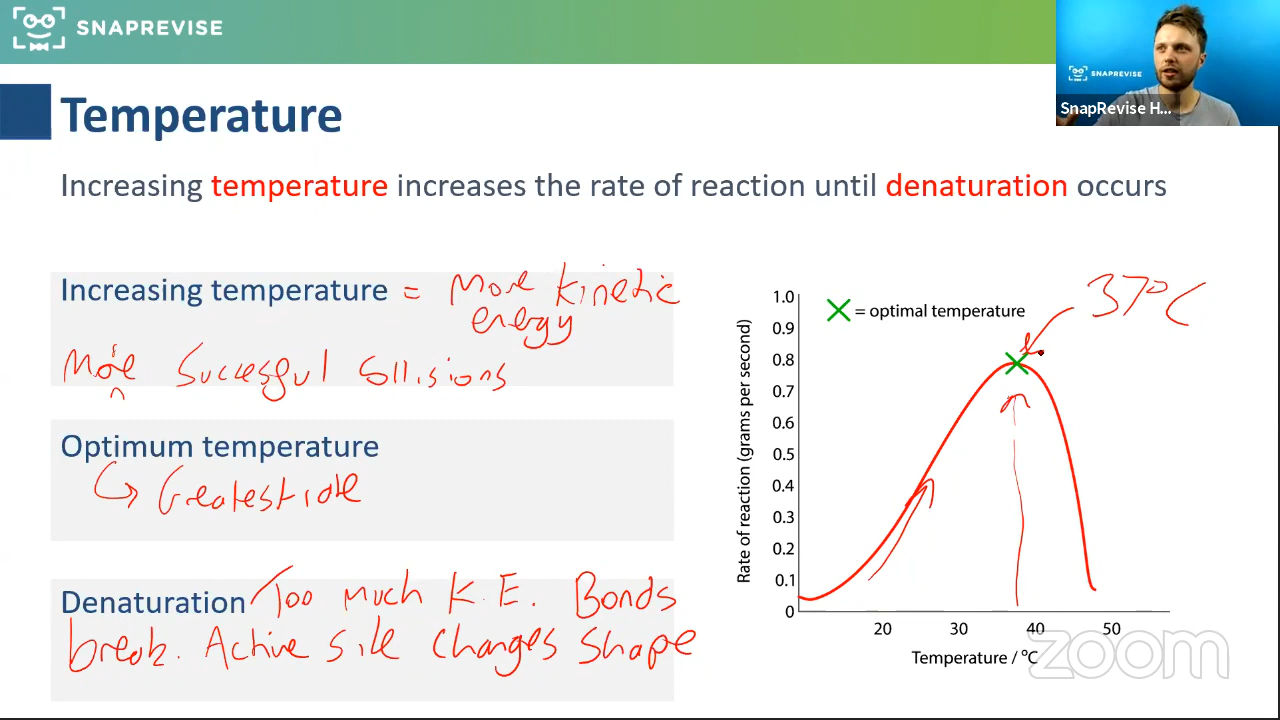 SNAPREVISE
SNAPREVISE
SnapRevise H...
Temperature
Increasing temperature increases the rate of reaction until denaturation occurs
Increasing temperature = More kinetic
energy
More Successful Collisions
Optimum temperature
↳ Greatest rate
Denaturation Too much K.E. Bonds
break. Active site changes shape
37°C
X = optimal temperature
Rate of reaction (grams per second)
1.0
0.9
0.8
0.7
0.6
0.5
0.4
0.3
0.2
0.1
0
20 30 40 50
Temperature / °C
zoom